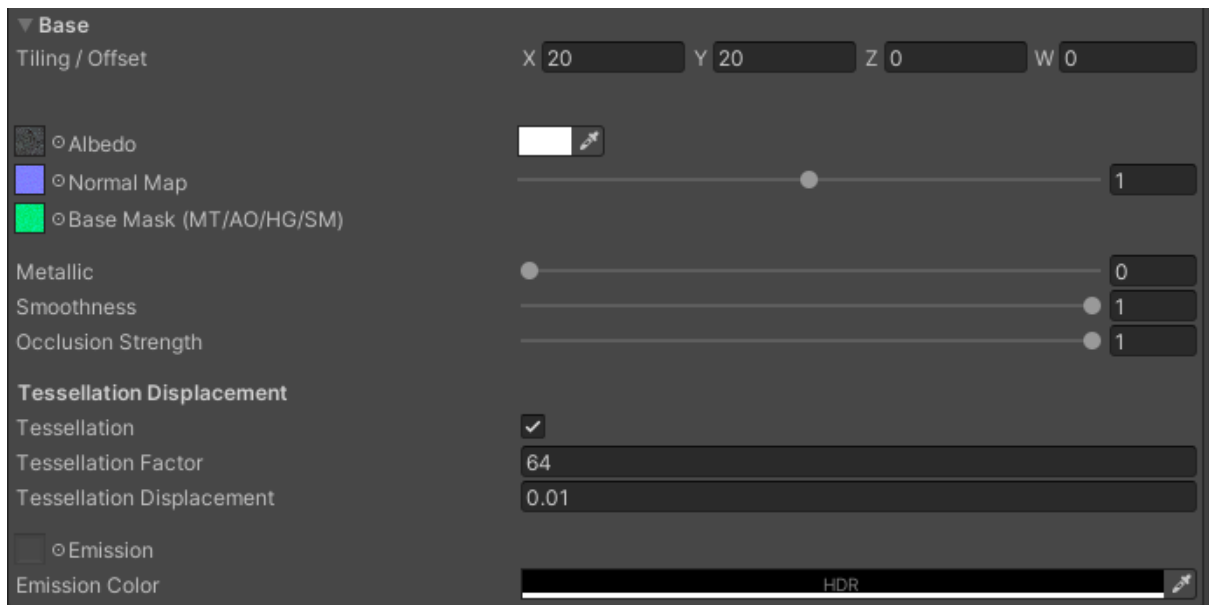 Base
Tiling / Offset X 20 Y 20 Z 0 W 0
Albedo
Normal Map 1
Base Mask (MT/AO/HG/SM)
Metallic 0
Smoothness 1
Occlusion Strength 1
Tessellation Displacement
Tessellation
Tessellation Factor 64
Tessellation Displacement 0.01
Emission
Emission Color HDR